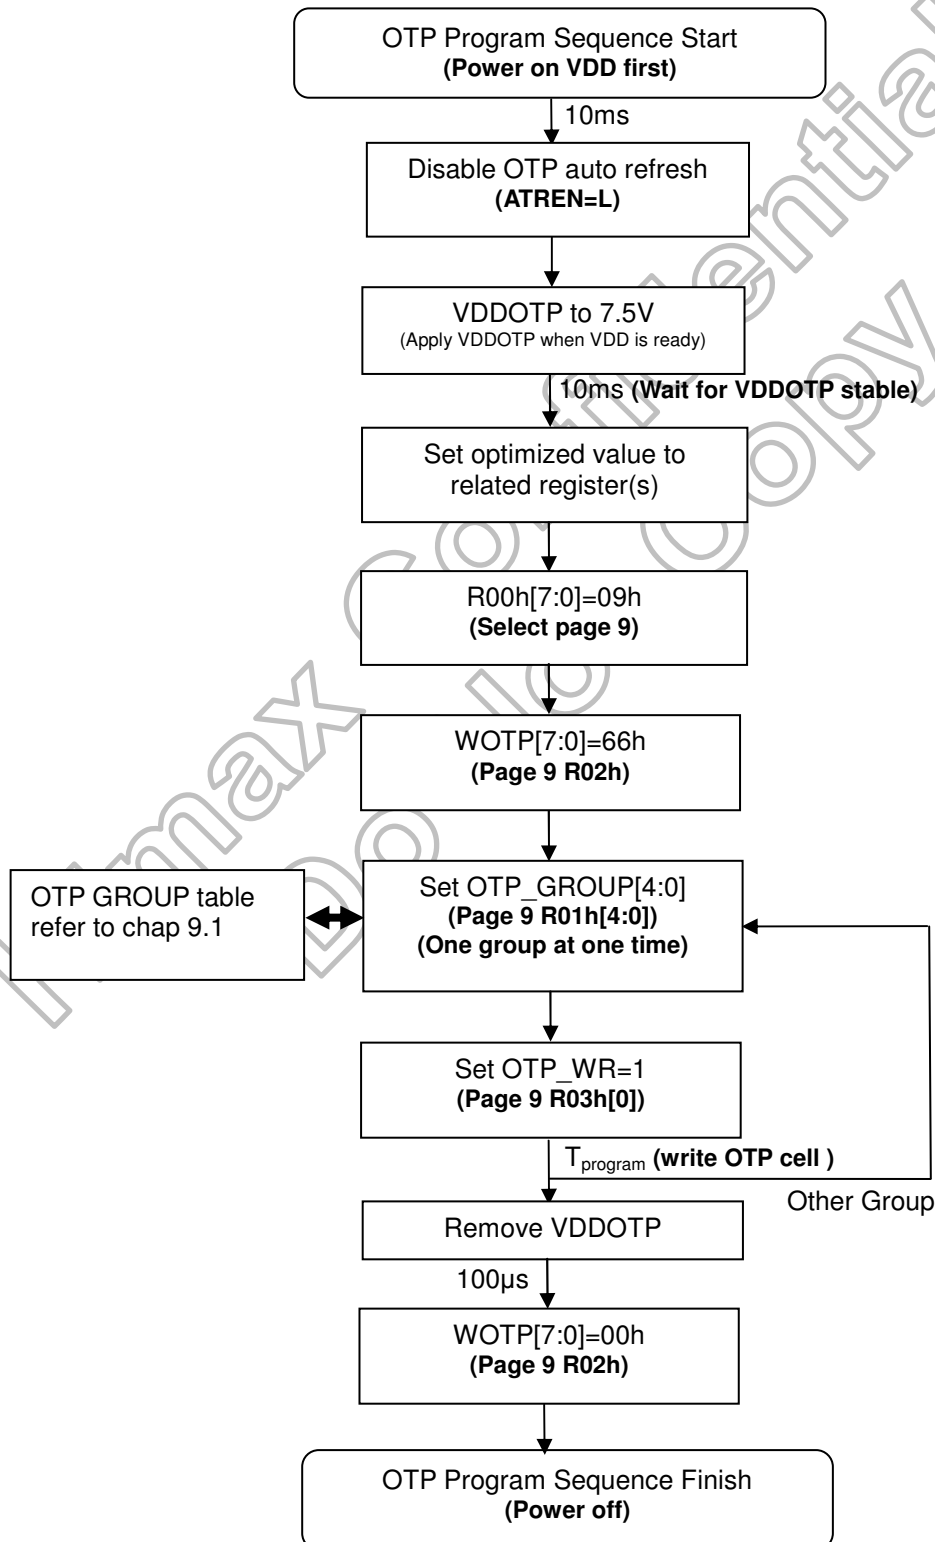 OTP Program Sequence Start
(Power on VDD first)
10ms
Disable OTP auto refresh
(ATREN=L)
VDDOTP to 7.5V
(Apply VDDOTP when VDD is ready)
10ms (Wait for VDDOTP stable)
Set optimized value to
related register(s)
R00h[7:0]=09h
(Select page 9)
WOTP[7:0]=66h
(Page 9 R02h)
OTP GROUP table
refer to chap 9.1
Set OTP_GROUP[4:0]
(Page 9 R01h[4:0])
(One group at one time)
Set OTP_WR=1
(Page 9 R03h[0])
Tprogram (write OTP cell )
Other Group
Remove VDDOTP
100µs
WOTP[7:0]=00h
(Page 9 R02h)
OTP Program Sequence Finish
(Power off)
Himax Confidential
Do Not Copy